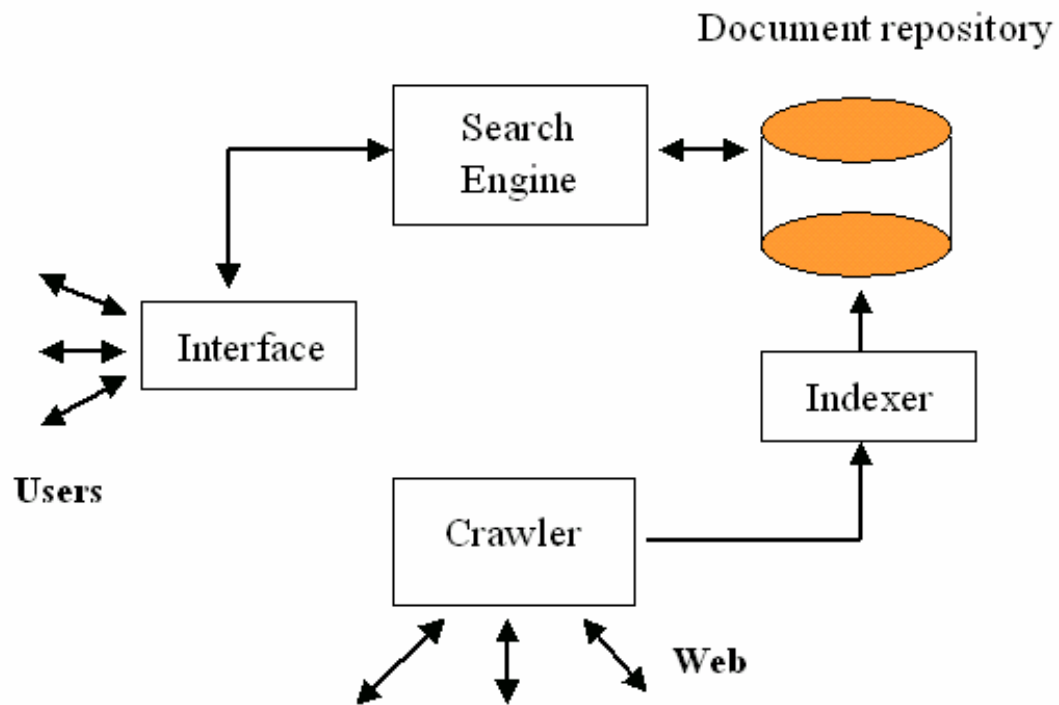 Document repository
Search
Engine
Interface
Indexer
Users
Crawler
Web